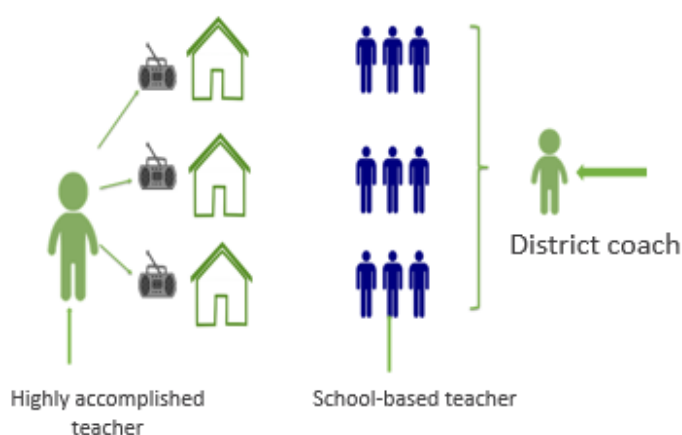 District coach
Highly accomplished
teacher
School-based teacher